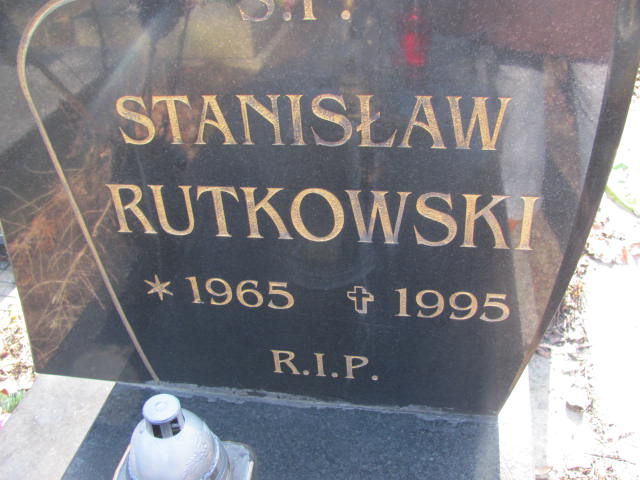 Ś.P.
STANISŁAW
RUTKOWSKI
* 1965 ✝ 1995
R.I.P.